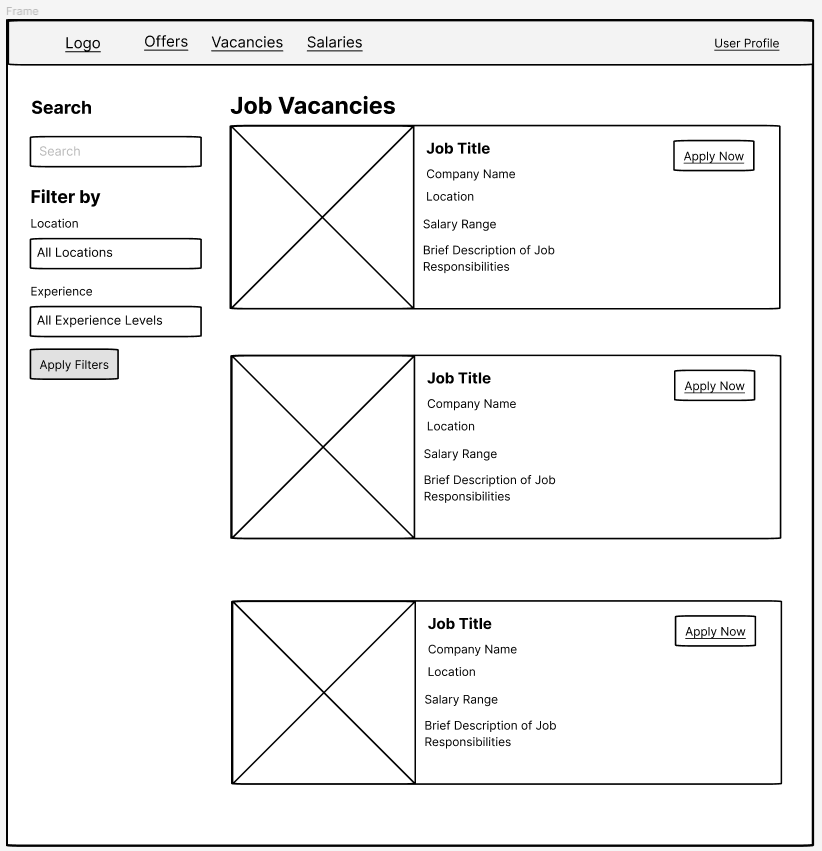 Frame
Logo
Offers
Vacancies
Salaries
User Profile
Search
Search
Filter by
Location
All Locations
Experience
All Experience Levels
Apply Filters
Job Vacancies
Job Title
Apply Now
Company Name
Location
Salary Range
Brief Description of Job
Responsibilities
Job Title
Apply Now
Company Name
Location
Salary Range
Brief Description of Job
Responsibilities
Job Title
Apply Now
Company Name
Location
Salary Range
Brief Description of Job
Responsibilities